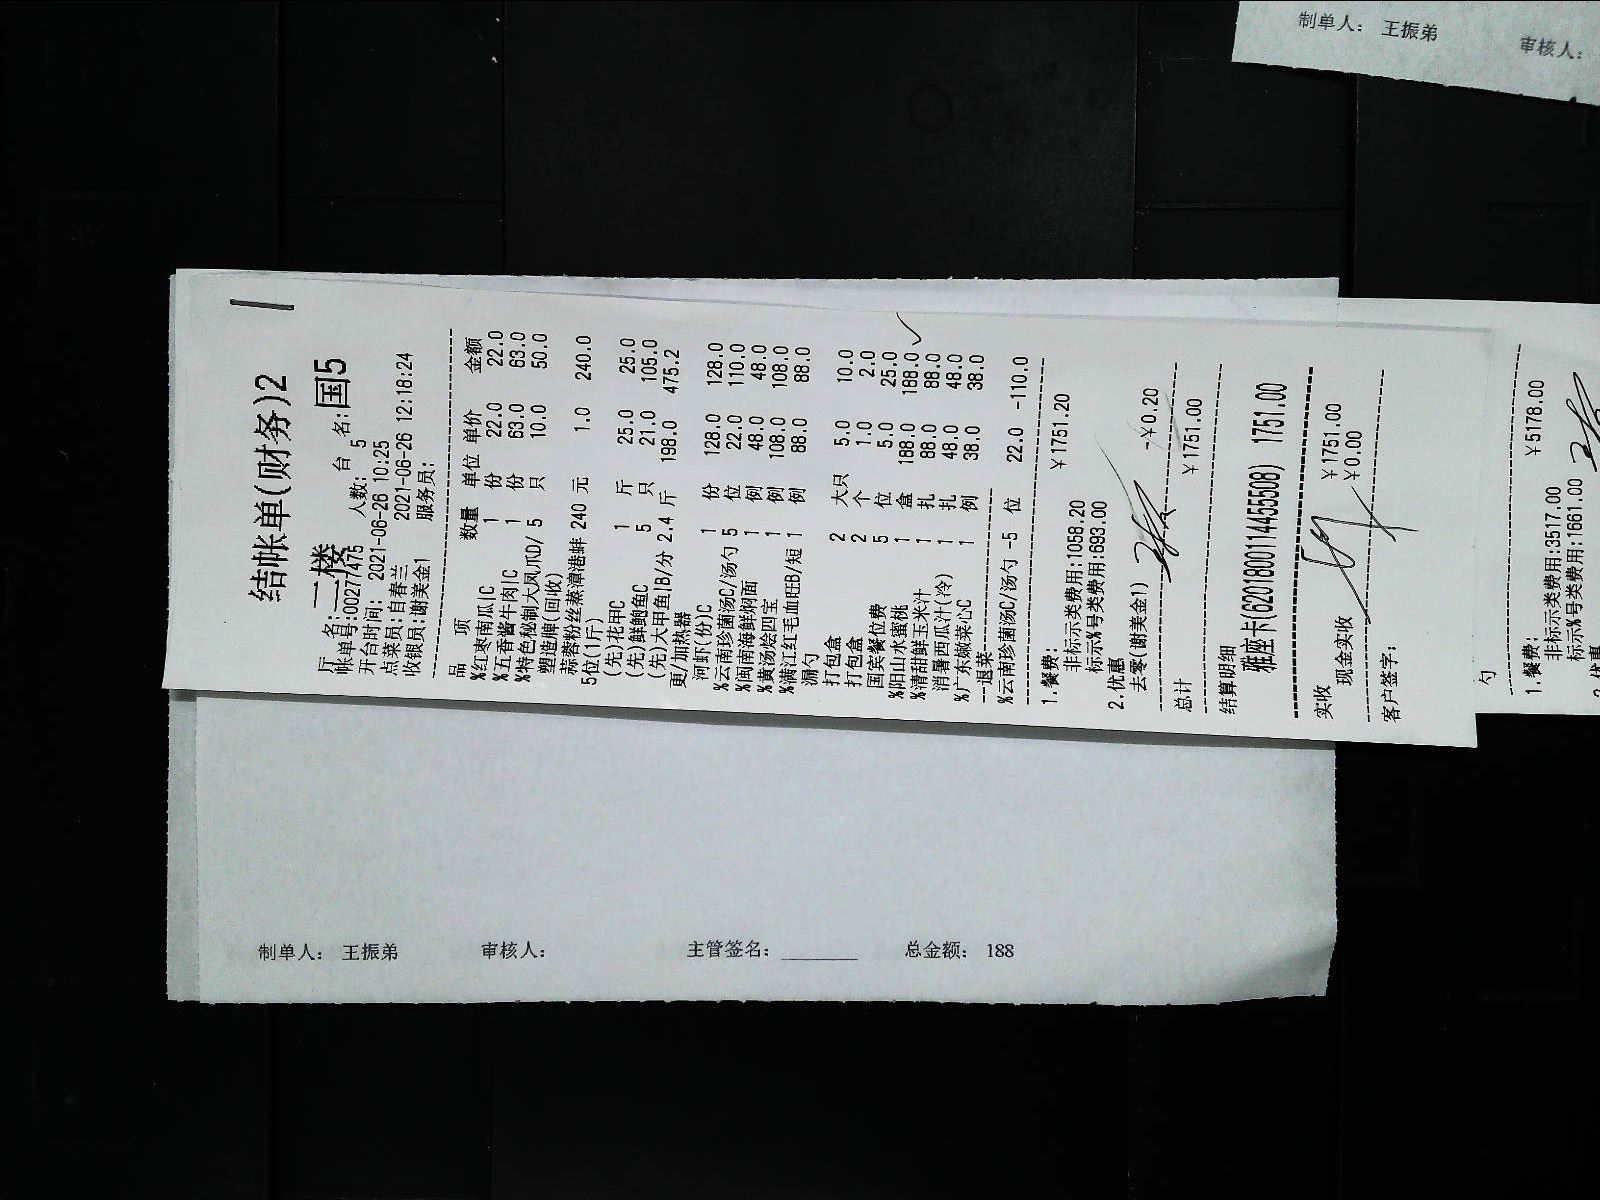 结帐单(财务)2
厅名:二楼 台名:国5
帐单号:00277475 人数: 5
开台时间: 2021-06-26 10:25
点菜员:自春兰 2021-06-26 12:18:24
收银员:谢美金1 服务员:
品项 数量 单位 单价 金额
%红枣南瓜IC 1 份 22.0 22.0
%五香酱牛肉IC 1 份 63.0 63.0
%特色秘制大凤爪D/ 5 只 10.0 50.0
塑造牌(回收)
蒜蓉粉丝蒸漳港蚌 240 元 1.0 240.0
5位(1斤)
(先)花甲C 1 斤 25.0 25.0
(先)鲜鲍鱼C 5 只 21.0 105.0
(先)大甲鱼IB/分 2.4 斤 198.0 475.2
更/加热器
河虾(份)C 1 份 128.0 128.0
%云南珍菌汤C/汤勺 5 位 22.0 110.0
%闽南海鲜焖面 1 例 48.0 48.0
%黄汤烩四宝 1 例 108.0 108.0
%满江红毛血旺B/短 1 例 88.0 88.0
漏勺
打包盒 2 大只 5.0 10.0
打包盒 2 个 1.0 2.0
国宾餐位费 5 位 5.0 25.0
%阳山水蜜桃 1 盒 188.0 188.0
%清甜鲜玉米汁 1 扎 88.0 88.0
消暑西瓜汁(冷) 1 扎 48.0 48.0
%广东嫩菜心C 1 例 38.0 38.0
--退菜
%云南珍菌汤C/汤勺 -5 位 22.0 -110.0
1.餐费: ￥1751.20
非标示类费用:1058.20
标示%号类费用:693.00
2.优惠
去零(谢美金1) -￥0.20
总计 ￥1751.00
结算明细
雅座卡(6201800114455508) 1751.00
实收 ￥1751.00
现金实收 ￥0.00
客户签字:
勺
1.餐费: ￥5178.00
非标示类费用:3517.00
标示%号类费用:1661.00
制单人: 王振弟 审核人: 主管签名: 总金额: 188
制单人: 王振弟 审核人: